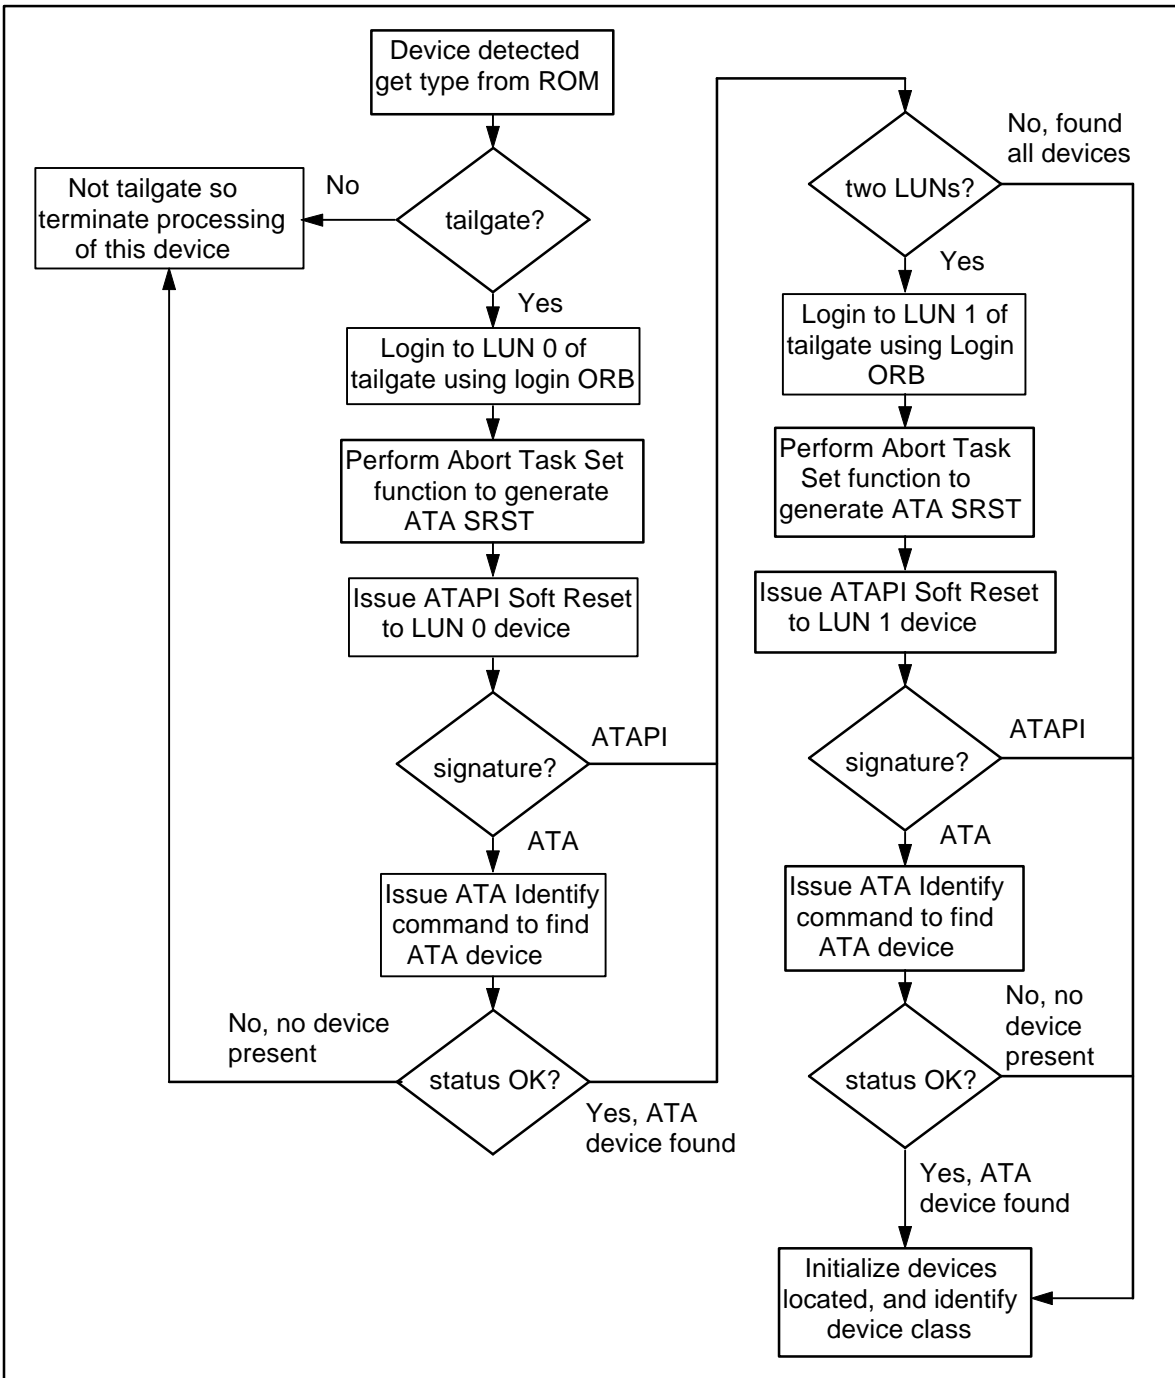 Device detected
get type from ROM
tailgate?
No
Not tailgate so
terminate processing
of this device
Yes
Login to LUN 0 of
tailgate using login ORB
Perform Abort Task Set
function to generate
ATA SRST
Issue ATAPI Soft Reset
to LUN 0 device
signature?
ATAPI
ATA
Issue ATA Identify
command to find
ATA device
status OK?
No, no device
present
Yes, ATA
device found
two LUNs?
No, found
all devices
Yes
Login to LUN 1 of
tailgate using Login
ORB
Perform Abort Task
Set function to
generate ATA SRST
Issue ATAPI Soft Reset
to LUN 1 device
signature?
ATAPI
ATA
Issue ATA Identify
command to find
ATA device
status OK?
No, no
device
present
Yes, ATA
device found
Initialize devices
located, and identify
device class